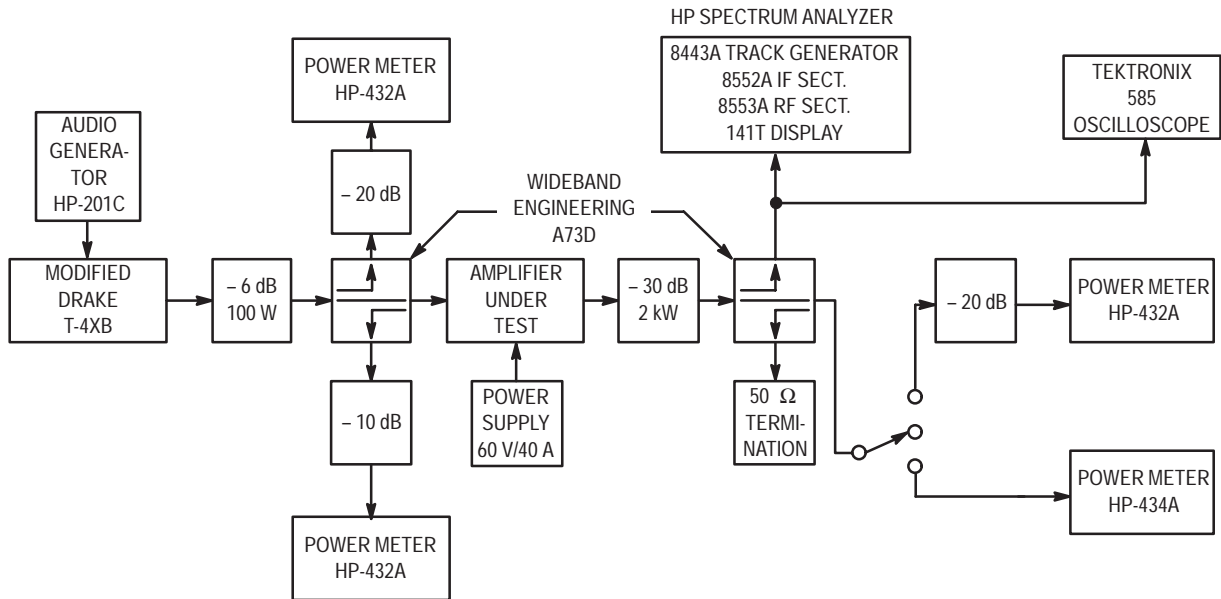 HP SPECTRUM ANALYZER
8443A TRACK GENERATOR
8552A IF SECT.
8553A RF SECT.
141T DISPLAY
TEKTRONIX
585
OSCILLOSCOPE
POWER METER
HP-432A
AUDIO
GENERA-
TOR
HP-201C
– 20 dB
WIDEBAND
ENGINEERING
A73D
MODIFIED
DRAKE
T-4XB
– 6 dB
100 W
AMPLIFIER
UNDER
TEST
– 30 dB
2 kW
– 20 dB
POWER METER
HP-432A
– 10 dB
POWER
SUPPLY
60 V/40 A
50 Ω
TERMI-
NATION
POWER METER
HP-434A
POWER METER
HP-432A